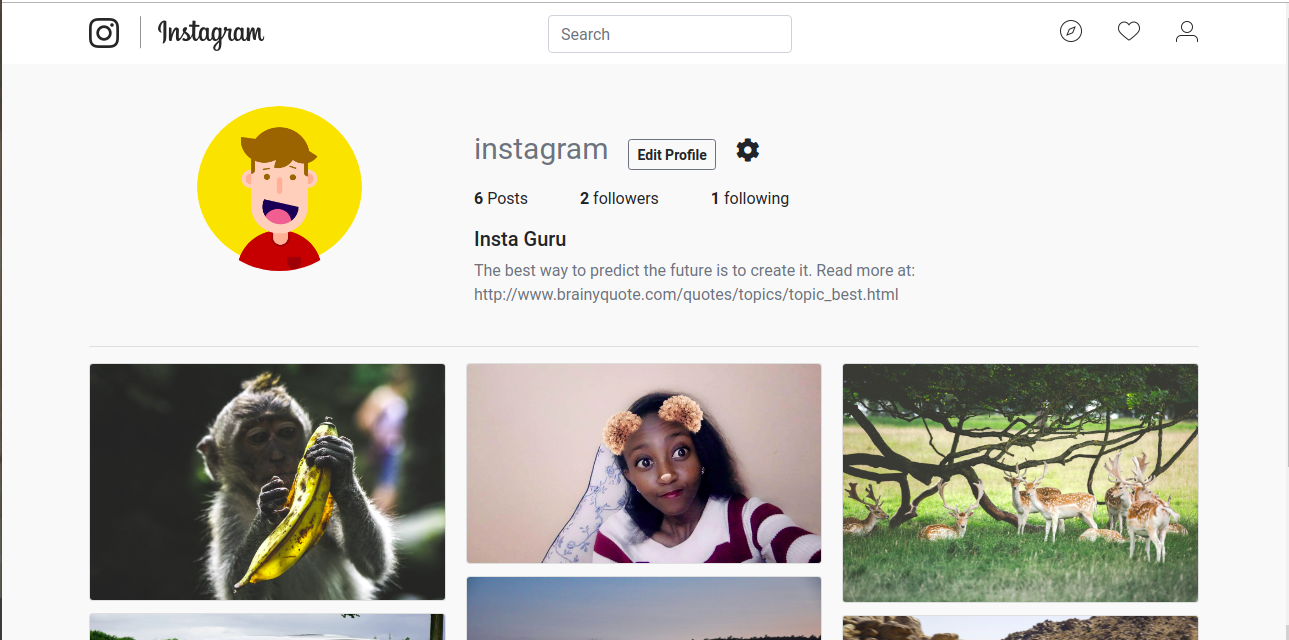 Instagram
Search
instagram
Edit Profile
6 Posts
2 followers
1 following
Insta Guru
The best way to predict the future is to create it. Read more at:
http://www.brainyquote.com/quotes/topics/topic_best.html